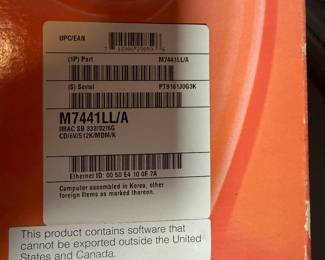 UPC/EAN
(1P) Part M7441LL/A
(S) Serial
M7441LL/A
IMAC SB 333/32/6G
CD/6V/512K/MDM/K
Ethernet ID: 00 50 E4 10 0F 7A
Computer assembled in Korea, other
foreign items as marked thereon.
This product contains software that
cannot be exported outside the United
States and Canada.